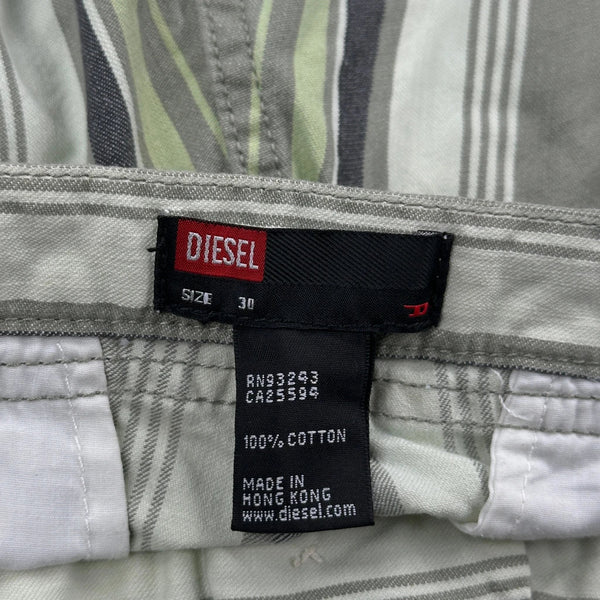 DIESEL
SIZE 30
R
RN93243
CA25594
100% COTTON
MADE IN
HONG KONG
www.diesel.com